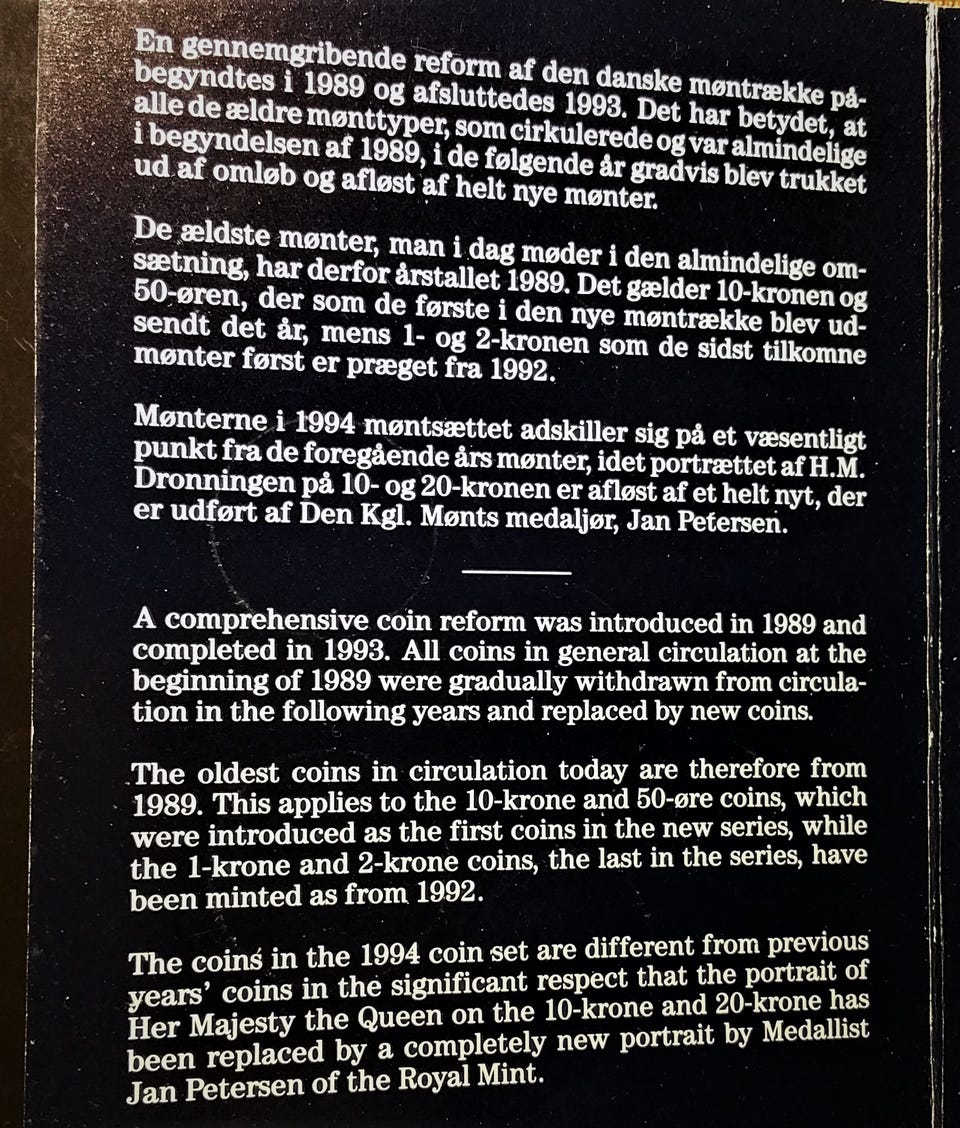 En gennemgribende reform af den danske møntrække på-
begyndtes i 1989 og afsluttedes 1993. Det har betydet, at
alle de ældre mønttyper, som cirkulerede og var almindelige
i begyndelsen af 1989, i de følgende år gradvis blev trukket
ud af omløb og afløst af helt nye mønter.
De ældste mønter, man i dag møder i den almindelige om-
sætning, har derfor årstallet 1989. Det gælder 10-kronen og
50-øren, der som de første i den nye møntrække blev ud-
sendt det år, mens 1- og 2-kronen som de sidst tilkomne
mønter først er præget fra 1992.
Mønterne i 1994 møntsættet adskiller sig på et væsentligt
punkt fra de foregående års mønter, idet portrættet af H.M.
Dronningen på 10- og 20-kronen er afløst af et helt nyt, der
er udført af Den Kgl. Mønts medaljør, Jan Petersen.
A comprehensive coin reform was introduced in 1989 and
completed in 1993. All coins in general circulation at the
beginning of 1989 were gradually withdrawn from circula-
tion in the following years and replaced by new coins.
The oldest coins in circulation today are therefore from
1989. This applies to the 10-krone and 50-øre coins, which
were introduced as the first coins in the new series, while
the 1-krone and 2-krone coins, the last in the series, have
been minted as from 1992.
The coins in the 1994 coin set are different from previous
years' coins in the significant respect that the portrait of
Her Majesty the Queen on the 10-krone and 20-krone has
been replaced by a completely new portrait by Medallist
Jan Petersen of the Royal Mint.